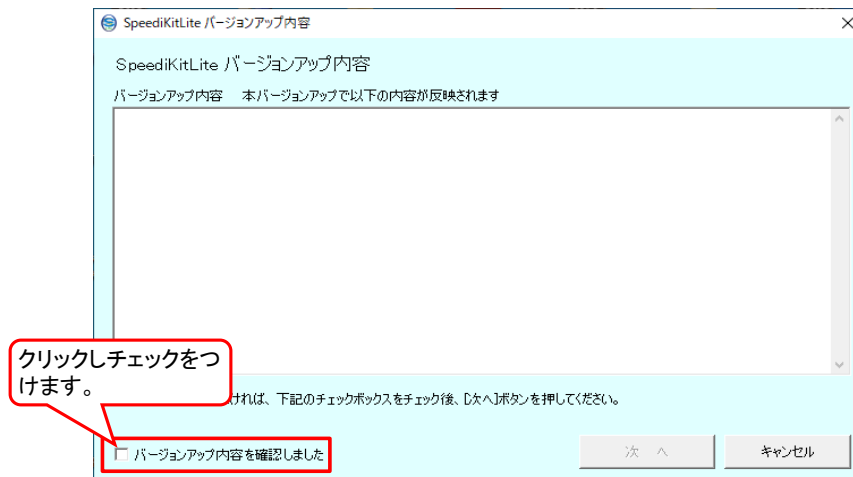 SpeediKitLite バージョンアップ内容
SpeediKitLite バージョンアップ内容
バージョンアップ内容 本バージョンアップで以下の内容が反映されます
クリックしチェックをつ
けます。
ければ、下記のチェックボックスをチェック後、[次へ]ボタンを押してください。
バージョンアップ内容を確認しました
次 へ
キャンセル